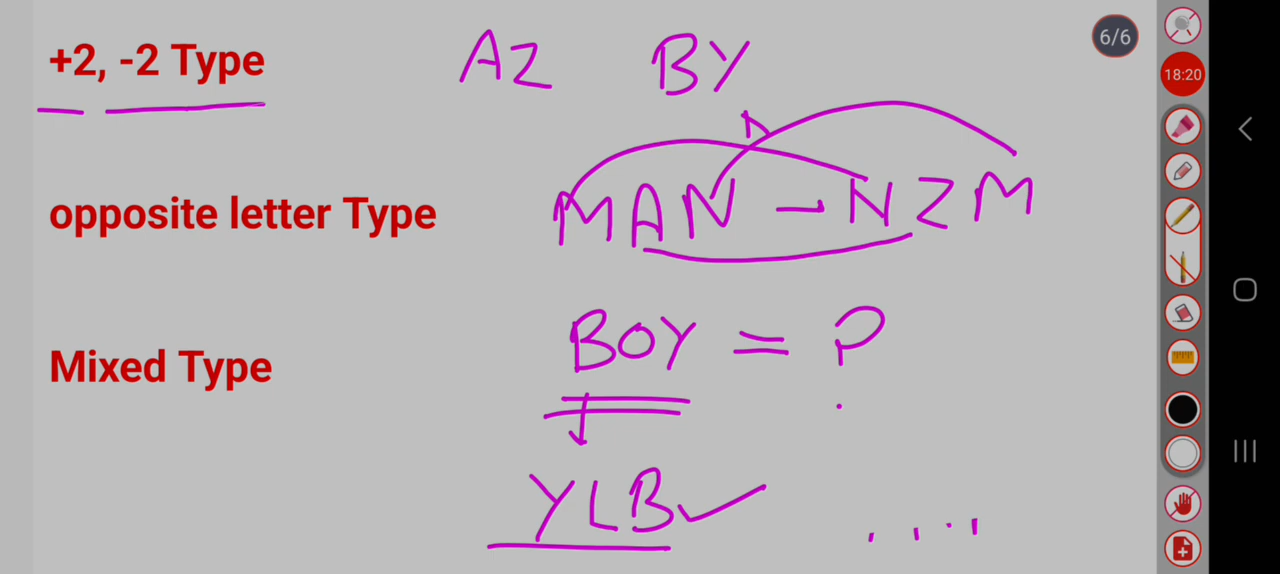 +2, -2 Type AZ BY 6/6
18:20
opposite letter Type MAN - NZM
Mixed Type BOY = ?
YLB